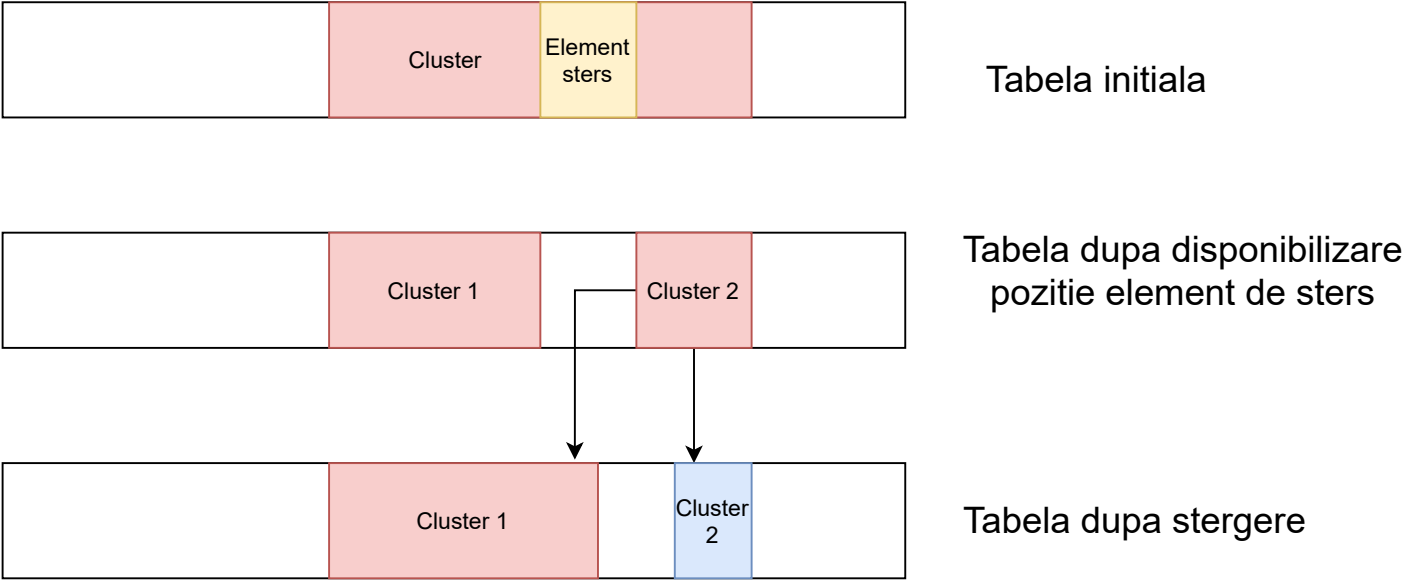 Cluster
Element
sters
Tabela initiala
Cluster 1
Cluster 2
Tabela dupa disponibilizare
pozitie element de sters
Cluster 1
Cluster
2
Tabela dupa stergere